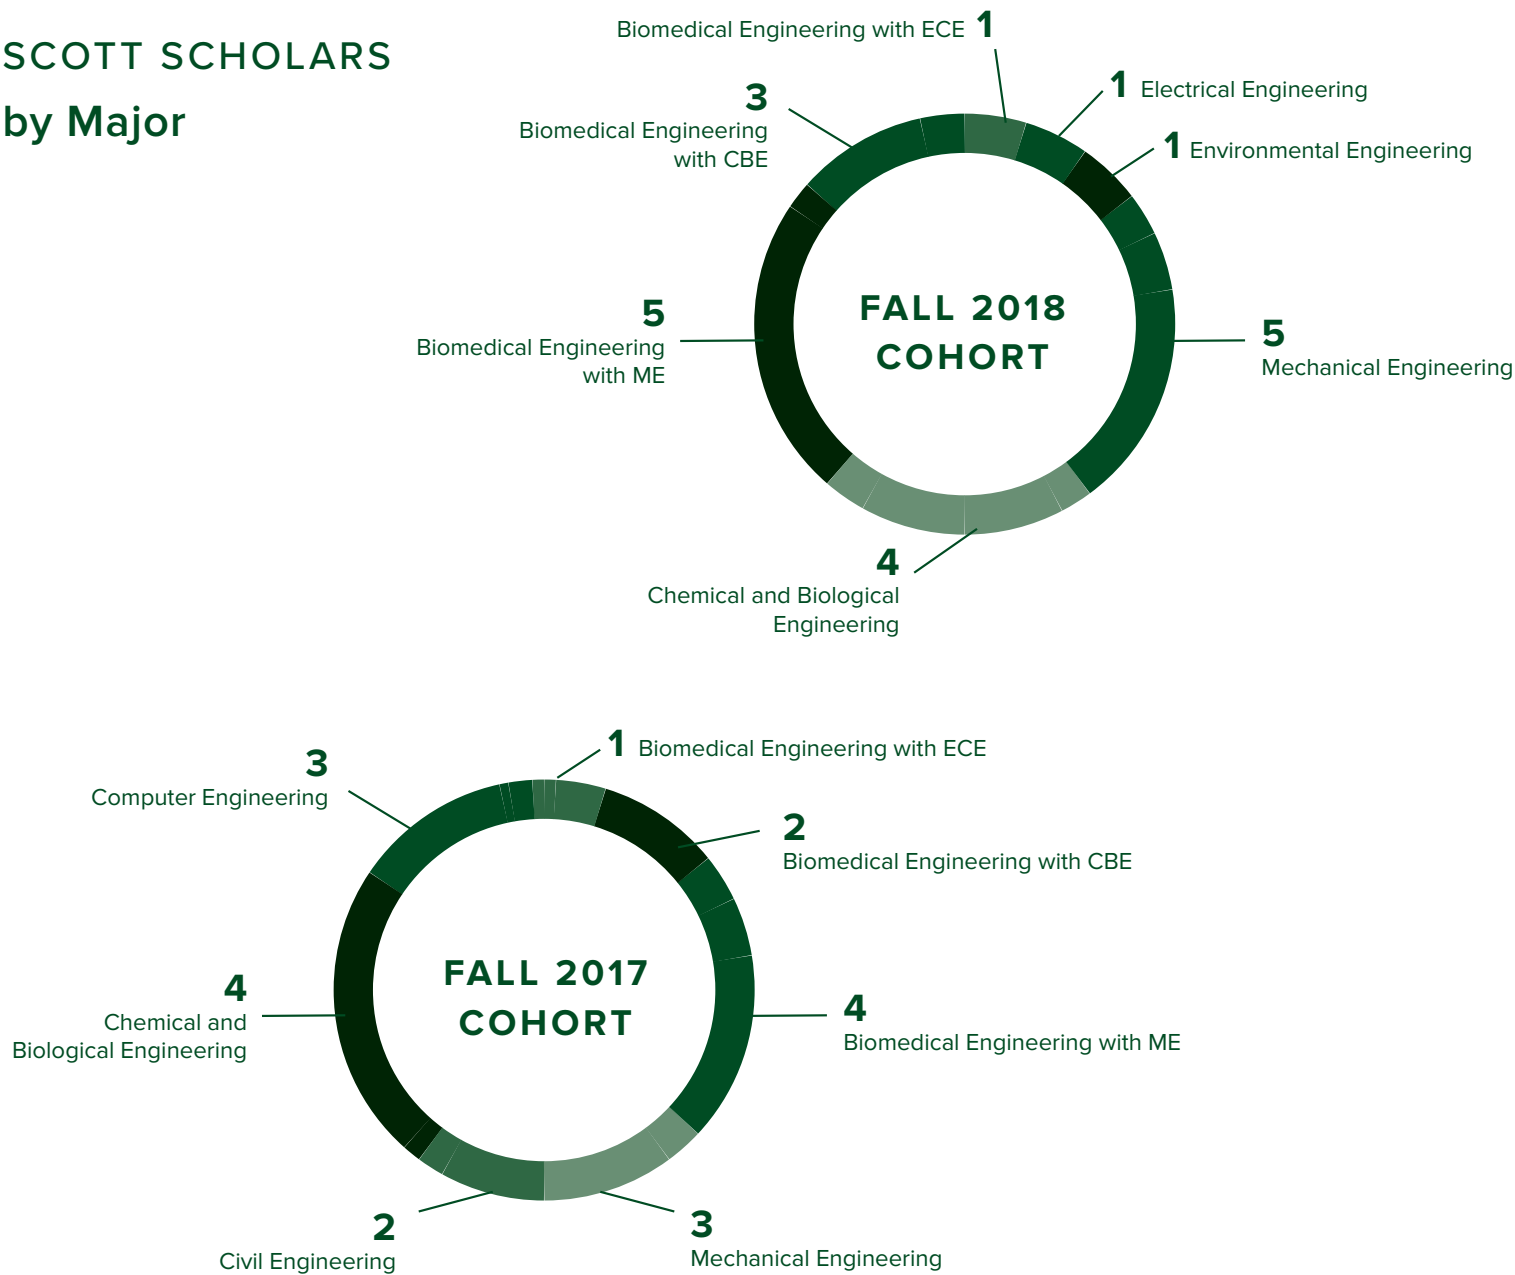 SCOTT SCHOLARS
by Major
Biomedical Engineering with ECE 1
1 Electrical Engineering
1 Environmental Engineering
3
Biomedical Engineering
with CBE
5
Biomedical Engineering
with ME
FALL 2018
COHORT
5
Mechanical Engineering
4
Chemical and Biological
Engineering
1 Biomedical Engineering with ECE
3
Computer Engineering
2
Biomedical Engineering with CBE
4
Chemical and
Biological Engineering
FALL 2017
COHORT
4
Biomedical Engineering with ME
2
Civil Engineering
3
Mechanical Engineering